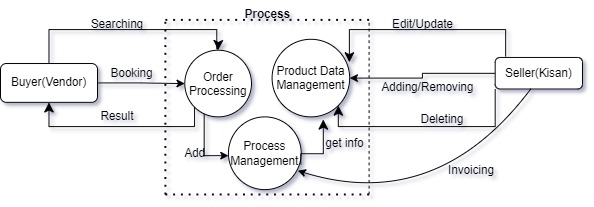 Process
Searching
Edit/Update
Buyer(Vendor)
Booking
Order
Processing
Product Data
Management
Adding/Removing
Seller(Kisan)
Result
Deleting
Add
Process
Management
get info
Invoicing